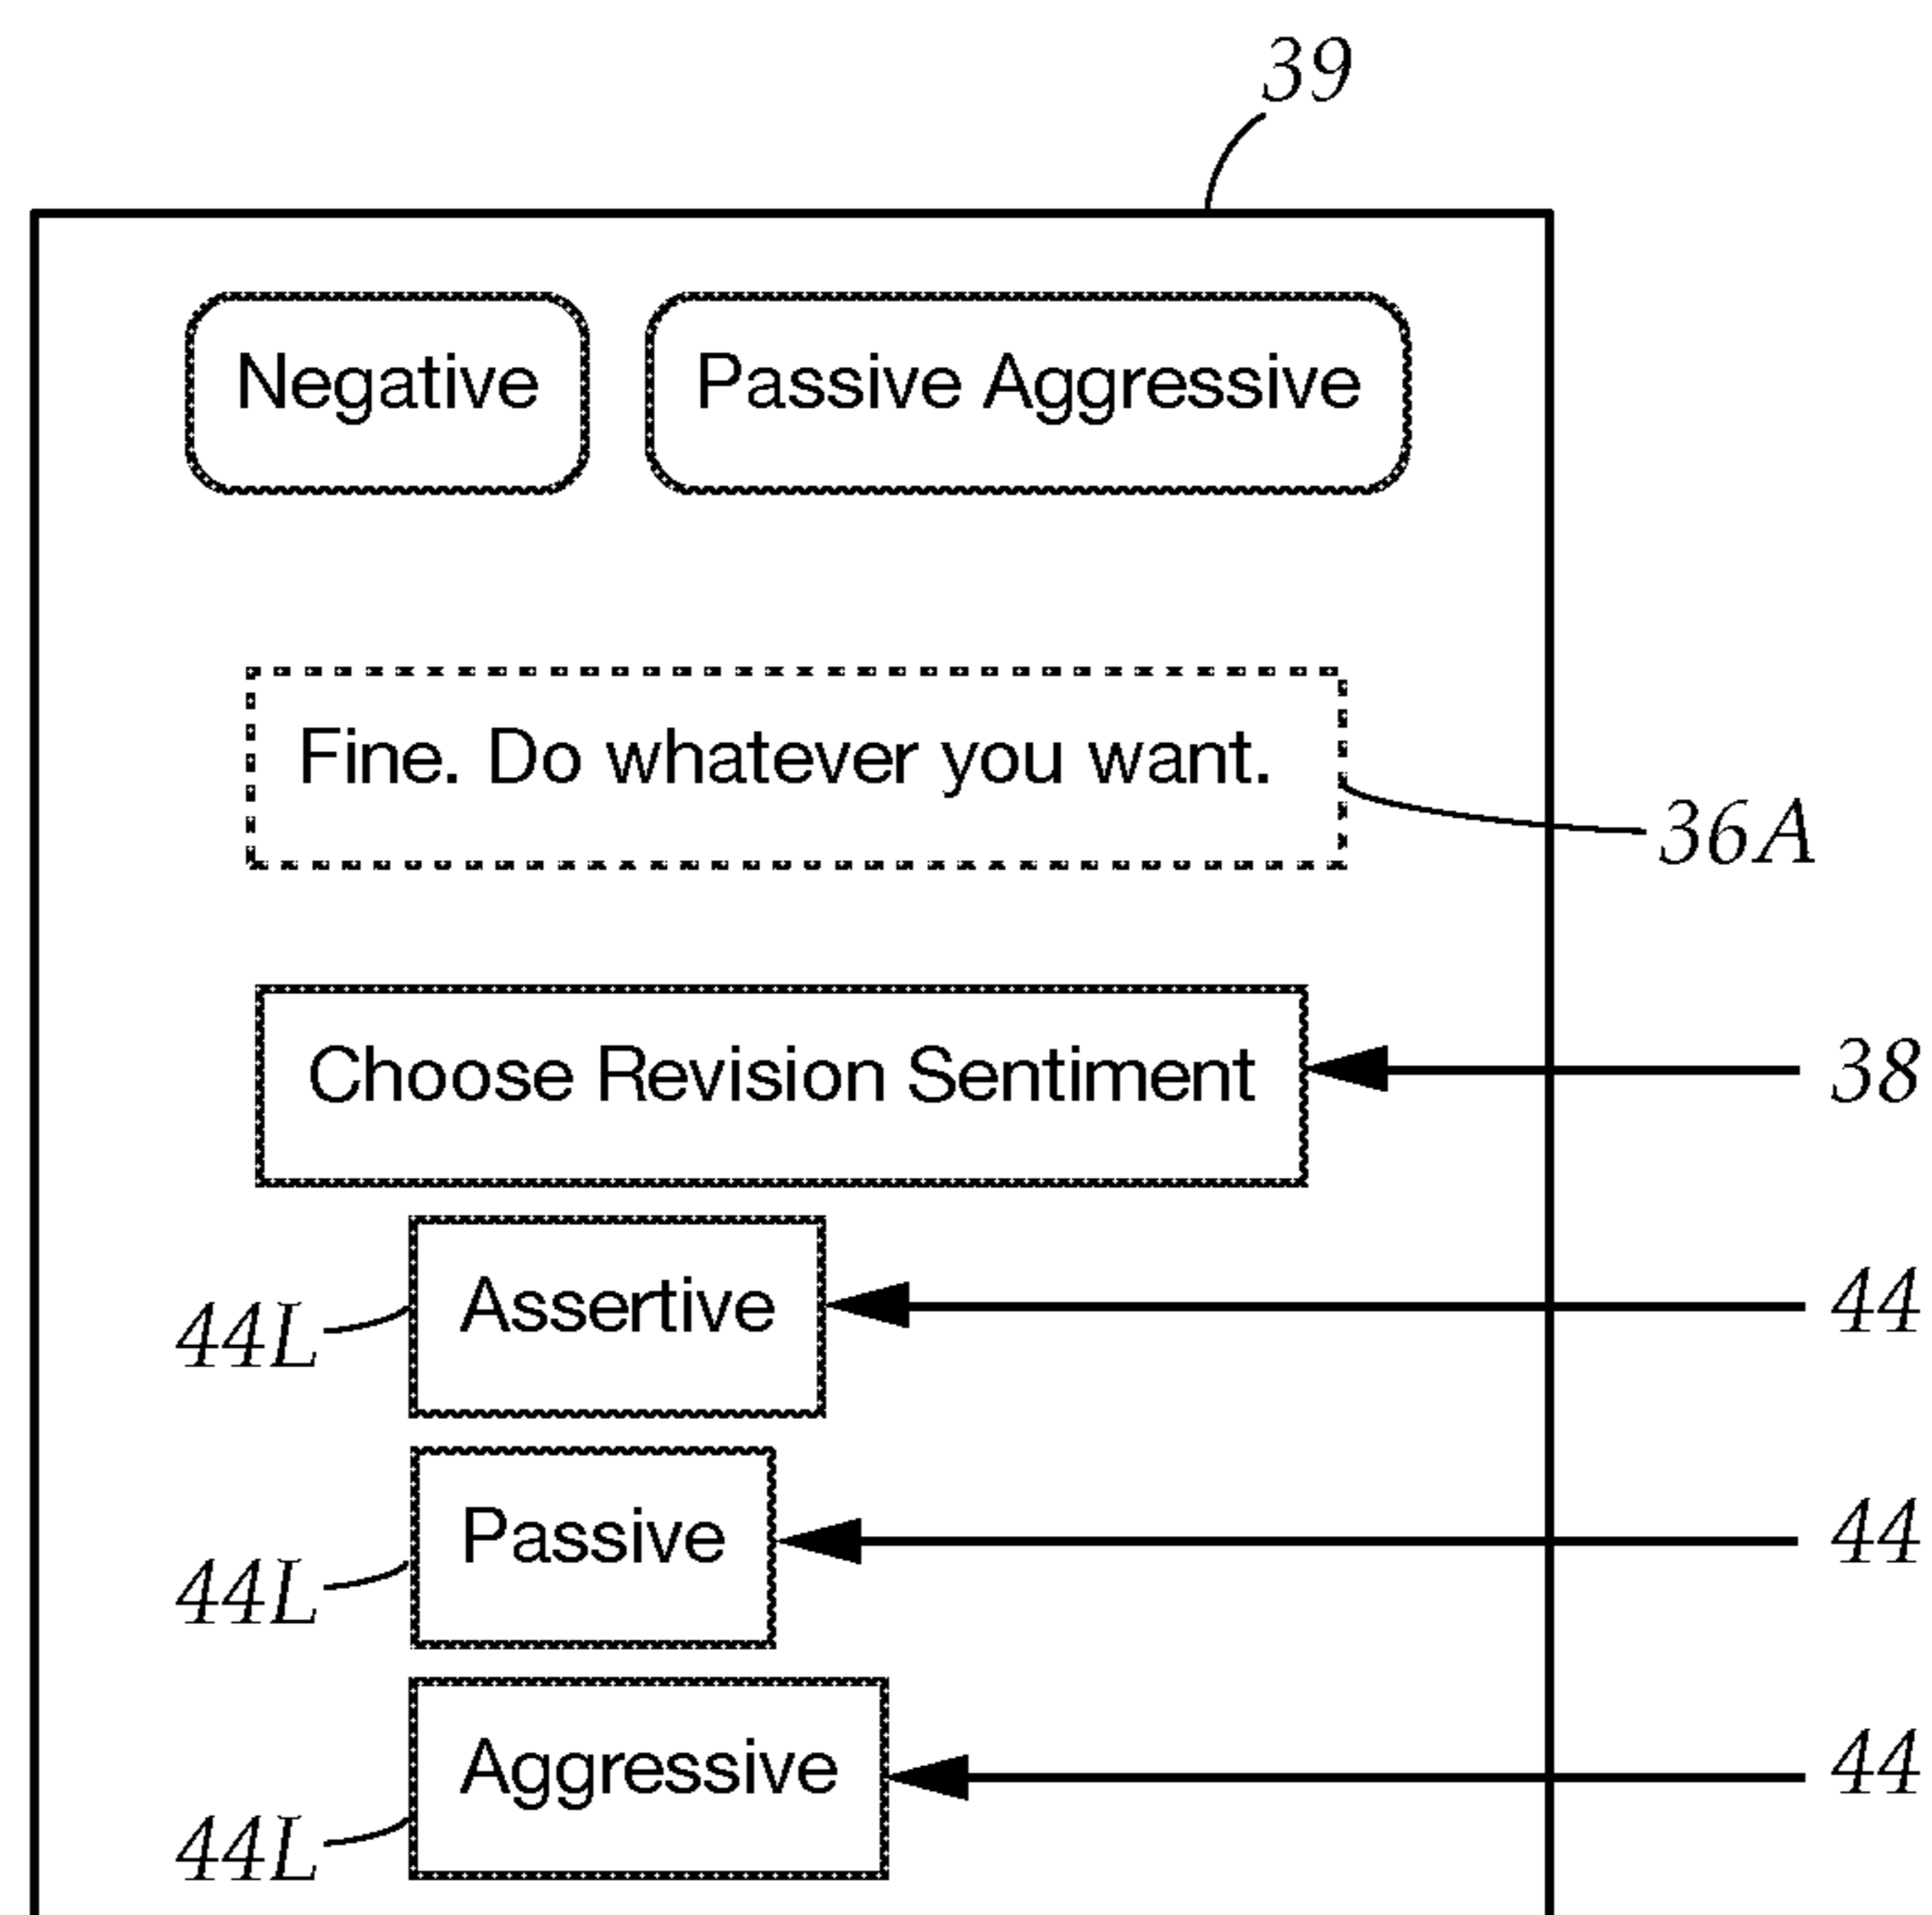 39
Negative Passive Aggressive
Fine. Do whatever you want.
36A
Choose Revision Sentiment
38
Assertive
44
44L
Passive
44
44L
Aggressive
44
44L